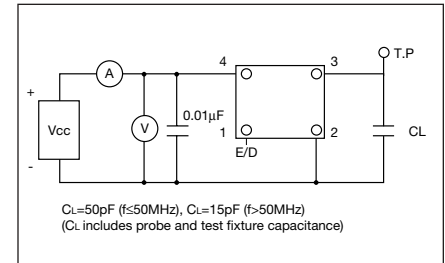 A
4
3
T.P
+
Vcc
V
0.01μF
1
2
CL
E/D
-
CL=50pF (f≤50MHz), CL=15pF (f>50MHz)
(CL includes probe and test fixture capacitance)